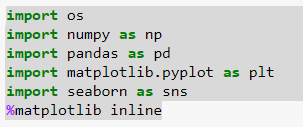 import os
import numpy as np
import pandas as pd
import matplotlib.pyplot as plt
import seaborn as sns
%matplotlib inline